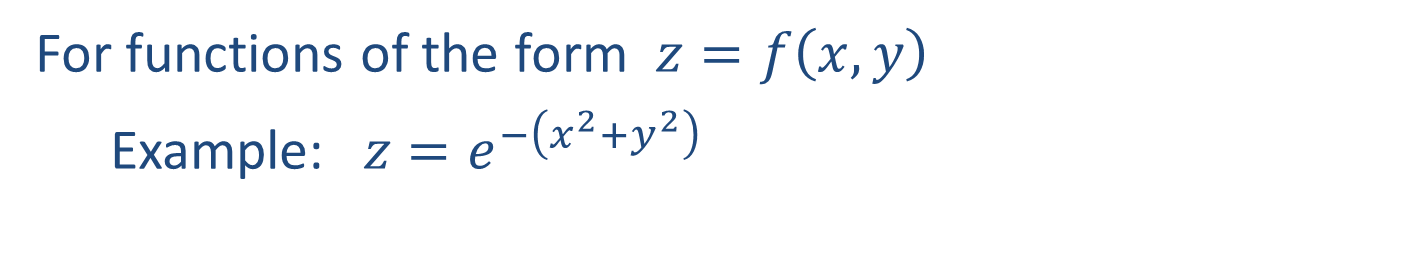 For functions of the form z = f(x, y)
Example: z = e^{-(x^2+y^2)}